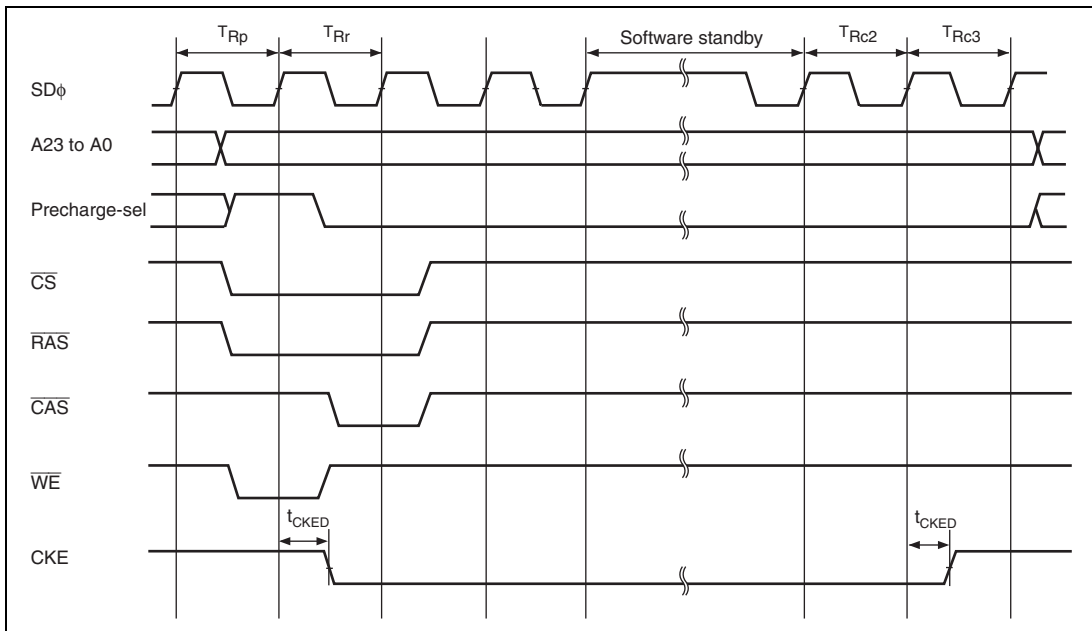 TRp TRr Software standby TRc2 TRc3
SDϕ
A23 to A0
Precharge-sel
CS
RAS
CAS
WE
tCKED tCKED
CKE